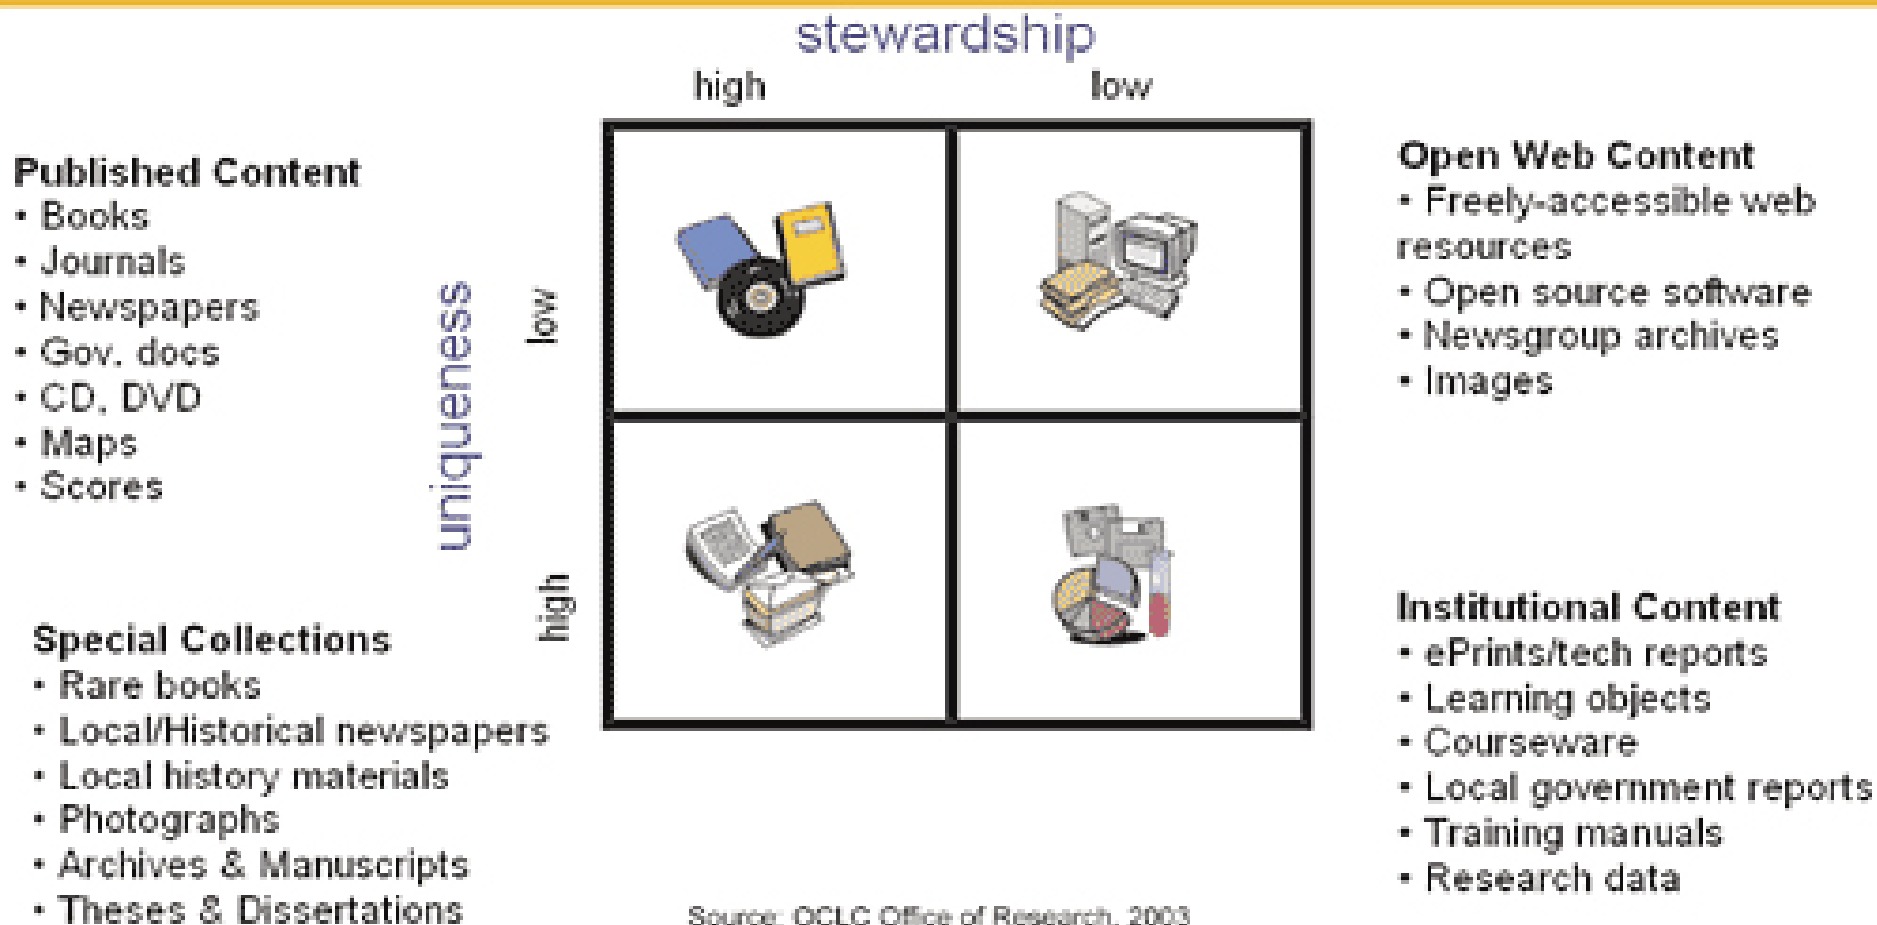 stewardship
high low
Published Content
• Books
• Journals
• Newspapers
• Gov. docs
• CD, DVD
• Maps
• Scores
uniqueness
low
high
Open Web Content
• Freely-accessible web
resources
• Open source software
• Newsgroup archives
• Images
Special Collections
• Rare books
• Local/Historical newspapers
• Local history materials
• Photographs
• Archives & Manuscripts
• Theses & Dissertations
Institutional Content
• ePrints/tech reports
• Learning objects
• Courseware
• Local government reports
• Training manuals
• Research data
Source: OCLC Office of Research, 2003